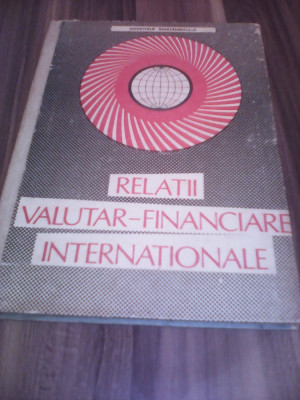 RELATII
VALUTAR-FINANCIARE
INTERNATIONALE